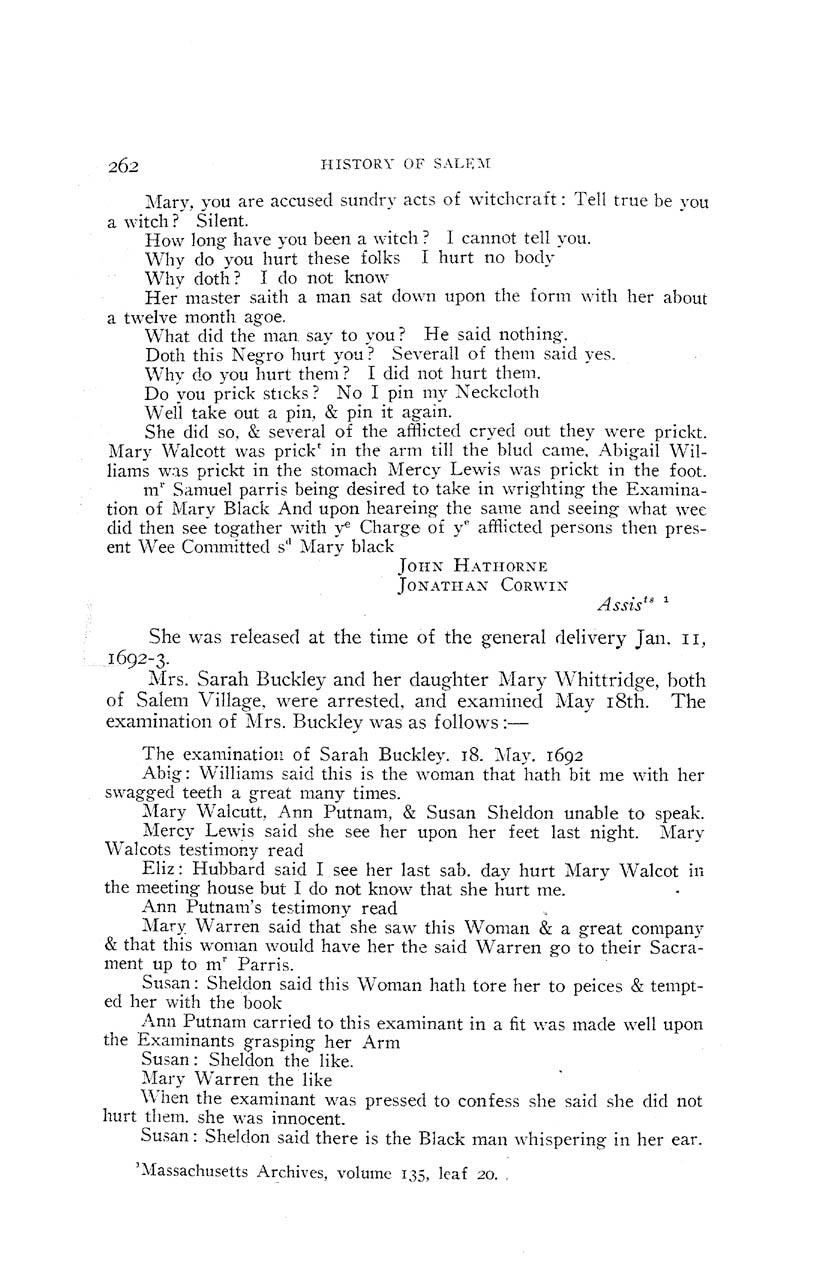 262 HISTORY OF SALEM
Mary, you are accused sundry acts of witchcraft: Tell true be you
a witch? Silent.
How long have you been a witch? I cannot tell you.
Why do you hurt these folks I hurt no body
Why doth? I do not know
Her master saith a man sat down upon the form with her about
a twelve month agoe.
What did the man say to you? He said nothing.
Doth this Negro hurt you? Severall of them said yes.
Why do you hurt them? I did not hurt them.
Do you prick sticks? No I pin my Neckcloth
Well take out a pin, & pin it again.
She did so, & several of the afflicted cryed out they were prickt.
Mary Walcott was prickᵗ in the arm till the blud came, Abigail Wil-
liams was prickt in the stomach Mercy Lewis was prickt in the foot.
mʳ Samuel parris being desired to take in wrighting the Examina-
tion of Mary Black And upon heareing the same and seeing what wee
did then see togather with yᵉ Charge of yᵉ afflicted persons then pres-
ent Wee Committed sᵈ Mary black
JOHN HATHORNE
JONATHAN CORWIN
Assisᵗˢ ¹
She was released at the time of the general delivery Jan. 11,
1692-3.
Mrs. Sarah Buckley and her daughter Mary Whittridge, both
of Salem Village, were arrested, and examined May 18th. The
examination of Mrs. Buckley was as follows:—
The examination of Sarah Buckley. 18. May. 1692
Abig: Williams said this is the woman that hath bit me with her
swagged teeth a great many times.
Mary Walcutt, Ann Putnam, & Susan Sheldon unable to speak.
Mercy Lewis said she see her upon her feet last night. Mary
Walcots testimony read
Eliz: Hubbard said I see her last sab. day hurt Mary Walcot in
the meeting house but I do not know that she hurt me.
Ann Putnam's testimony read
Mary Warren said that she saw this Woman & a great company
& that this woman would have her the said Warren go to their Sacra-
ment up to mʳ Parris.
Susan: Sheldon said this Woman hath tore her to peices & tempt-
ed her with the book
Ann Putnam carried to this examinant in a fit was made well upon
the Examinants grasping her Arm
Susan: Sheldon the like.
Mary Warren the like
When the examinant was pressed to confess she said she did not
hurt them. she was innocent.
Susan: Sheldon said there is the Black man whispering in her ear.
¹Massachusetts Archives, volume 135, leaf 20.